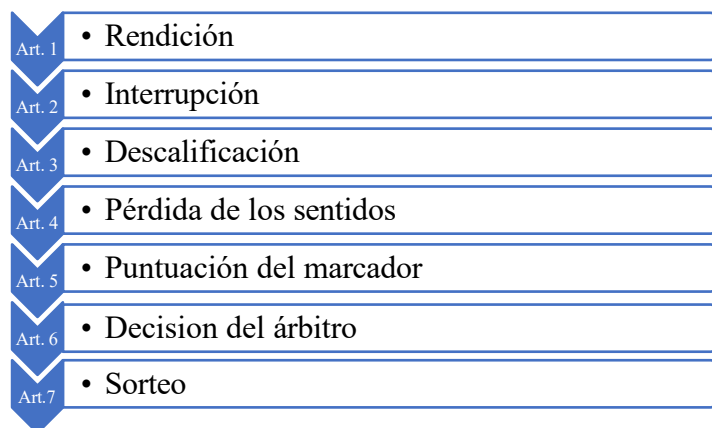 Art. 1 • Rendición
Art. 2 • Interrupción
Art. 3 • Descalificación
Art. 4 • Pérdida de los sentidos
Art. 5 • Puntuación del marcador
Art. 6 • Decision del árbitro
Art.7 • Sorteo